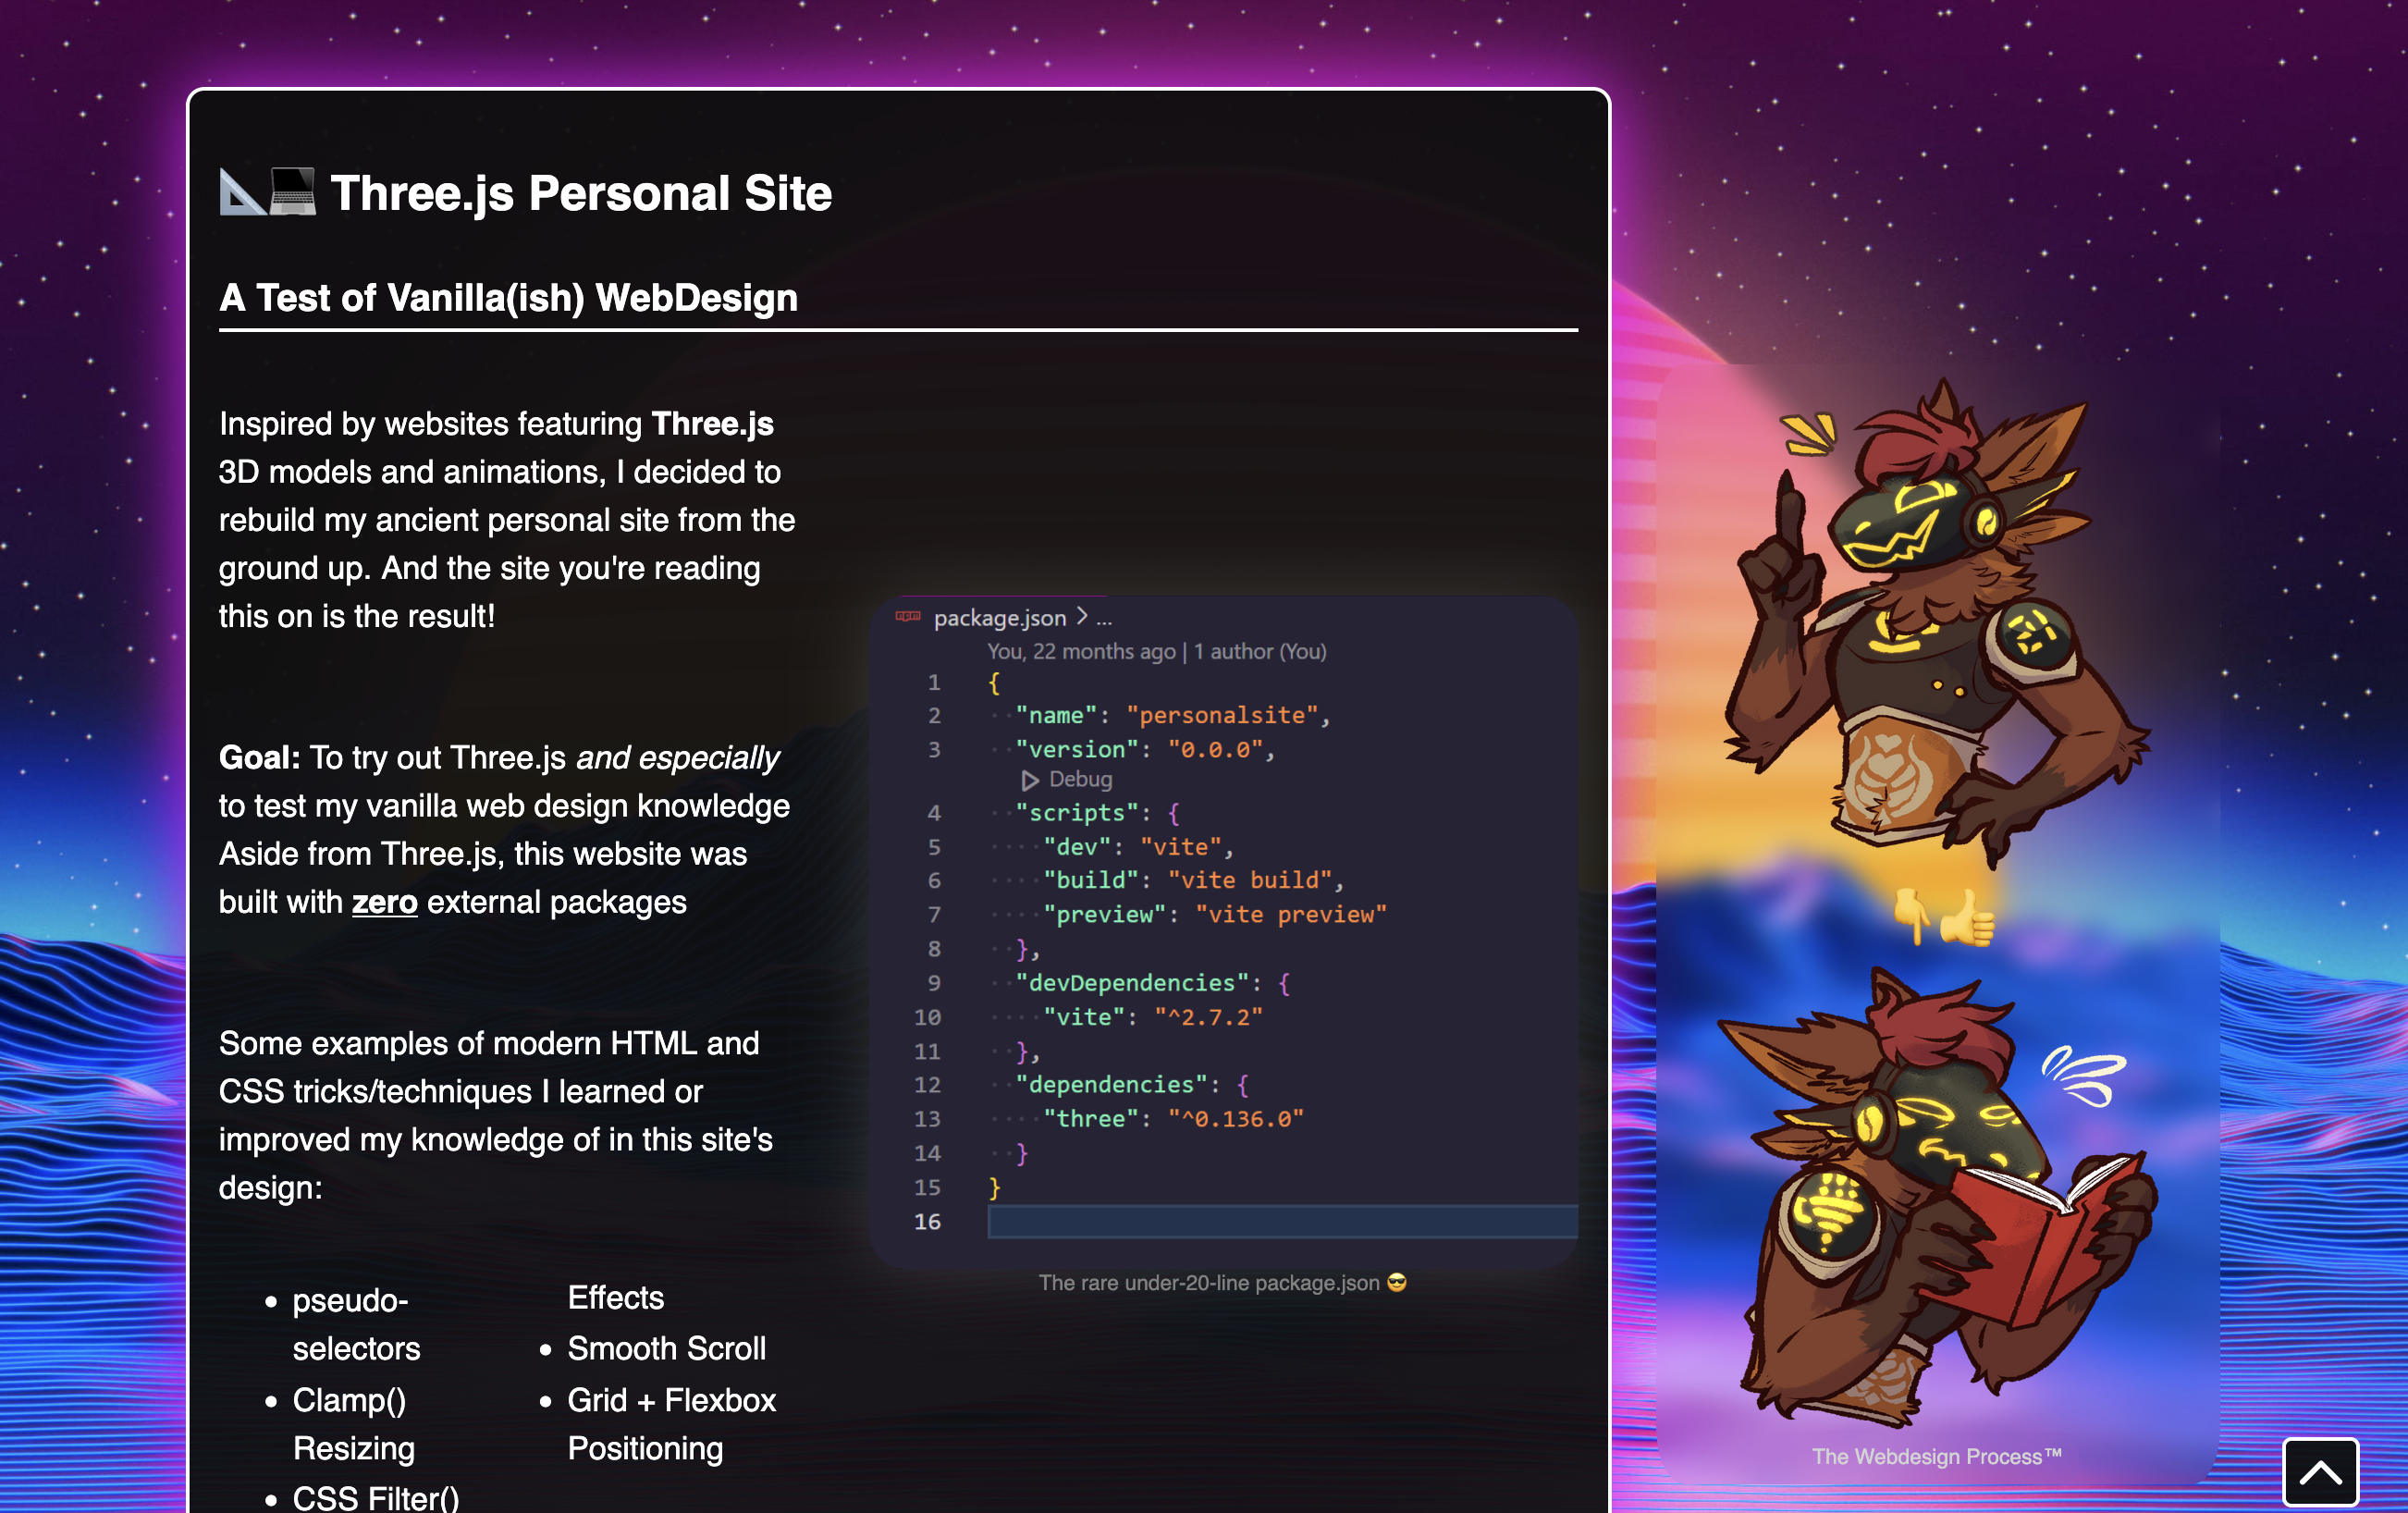 📐💻 Three.js Personal Site
A Test of Vanilla(ish) WebDesign
Inspired by websites featuring Three.js
3D models and animations, I decided to
rebuild my ancient personal site from the
ground up. And the site you're reading
this on is the result!
Goal: To try out Three.js and especially
to test my vanilla web design knowledge
Aside from Three.js, this website was
built with zero external packages
Some examples of modern HTML and
CSS tricks/techniques I learned or
improved my knowledge of in this site's
design:
• pseudo-
selectors
• Clamp()
Resizing
• CSS Filter()
Effects
• Smooth Scroll
• Grid + Flexbox
Positioning
npm package.json > ...
You, 22 months ago | 1 author (You)
1 {
2 "name": "personalsite",
3 "version": "0.0.0",
▷ Debug
4 "scripts": {
5 "dev": "vite",
6 "build": "vite build",
7 "preview": "vite preview"
8 },
9 "devDependencies": {
10 "vite": "^2.7.2"
11 },
12 "dependencies": {
13 "three": "^0.136.0"
14 }
15 }
16
The rare under-20-line package.json 😎
👇👍
The Webdesign Process™